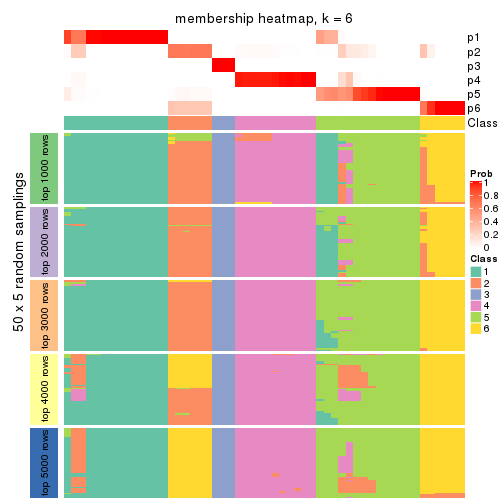 membership heatmap, k = 6
p1
p2
p3
p4
p5
p6
Class
50 x 5 random samplings
top 1000 rows
top 2000 rows
top 3000 rows
top 4000 rows
top 5000 rows
Prob
1
0.8
0.6
0.4
0.2
0
Class
1
2
3
4
5
6